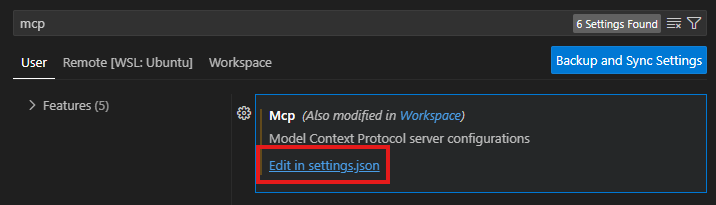 mcp
6 Settings Found
User
Remote [WSL: Ubuntu]
Workspace
Backup and Sync Settings
Features (5)
Mcp (Also modified in Workspace)
Model Context Protocol server configurations
Edit in settings.json